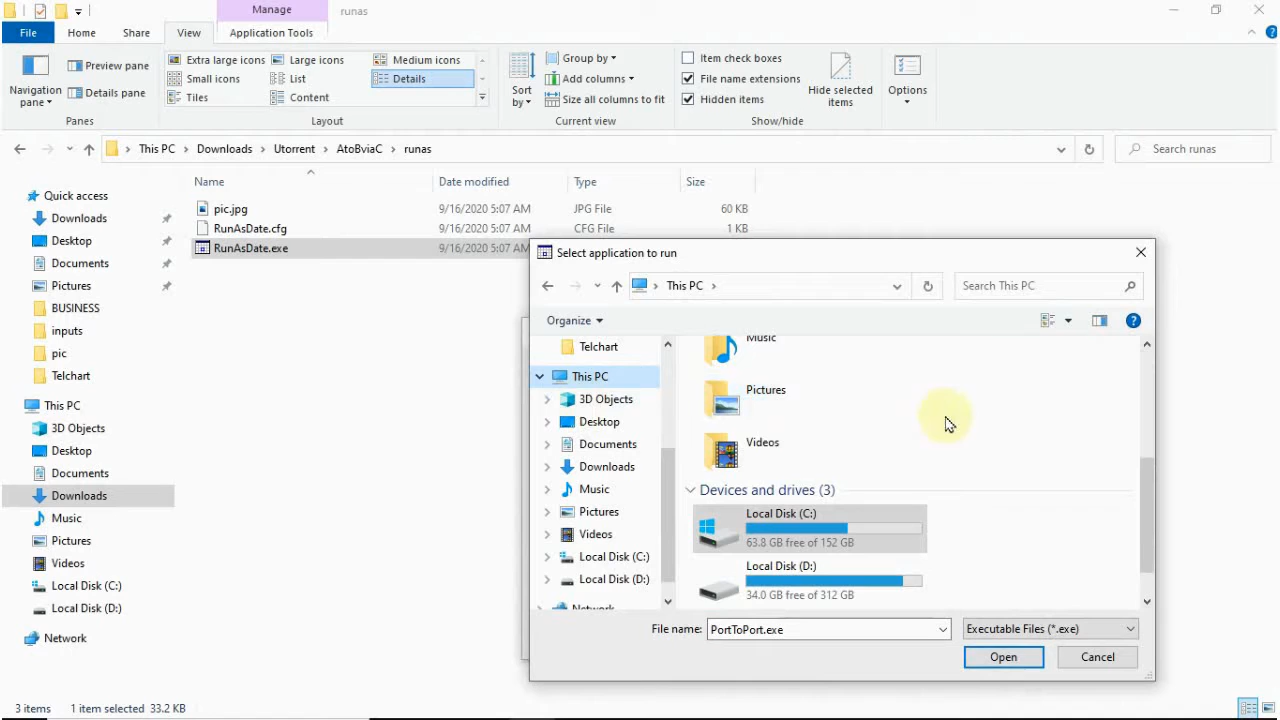 Manage
runas
File
Home
Share
View
Application Tools
Navigation pane
Preview pane
Details pane
Panes
Extra large icons
Large icons
Medium icons
Small icons
List
Details
Tiles
Content
Layout
Sort by
Group by
Add columns
Size all columns to fit
Current view
Item check boxes
File name extensions
Hidden items
Hide selected items
Show/hide
Options
This PC > Downloads > Utorrent > AtoBviaC > runas
Search runas
Quick access
Downloads
Desktop
Documents
Pictures
BUSINESS
inputs
pic
Telchart
This PC
3D Objects
Desktop
Documents
Downloads
Music
Pictures
Videos
Local Disk (C:)
Local Disk (D:)
Network
Name Date modified Type Size
pic.jpg 9/16/2020 5:07 AM JPG File 60 KB
RunAsDate.cfg 9/16/2020 5:07 AM CFG File 1 KB
RunAsDate.exe 9/16/2020 5:07 AM
Select application to run
This PC >
Search This PC
Organize
Telchart
This PC
3D Objects
Desktop
Documents
Downloads
Music
Pictures
Videos
Local Disk (C:)
Local Disk (D:)
Network
Music
Pictures
Videos
Devices and drives (3)
Local Disk (C:)
63.8 GB free of 152 GB
Local Disk (D:)
34.0 GB free of 312 GB
File name: PortToPort.exe
Executable Files (*.exe)
Open
Cancel
3 items 1 item selected 33.2 KB